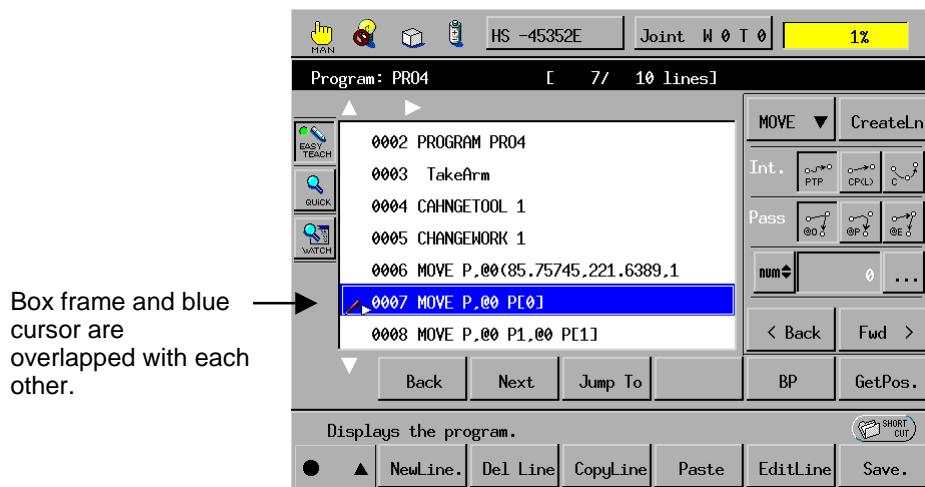 MAN
HS -45352E
Joint W 0 T 0
1%
Program: PRO4 [ 7/ 10 lines]
EASY
TEACH
QUICK
WATCH
0002 PROGRAM PRO4
0003 TakeArm
0004 CAHNGETOOL 1
0005 CHANGEWORK 1
0006 MOVE P,@0(85.75745,221.6389,1
0007 MOVE P,@0 P[0]
0008 MOVE P,@0 P1,@0 P[1]
MOVE ▼ CreateLn
Int. PTP CP(L) C
Pass @0 @P @E
num 0 ...
< Back Fwd >
Box frame and blue
cursor are
overlapped with each
other.
Back Next Jump To BP GetPos.
Displays the program.
SHORT
CUT
NewLine. Del Line CopyLine Paste EditLine Save.